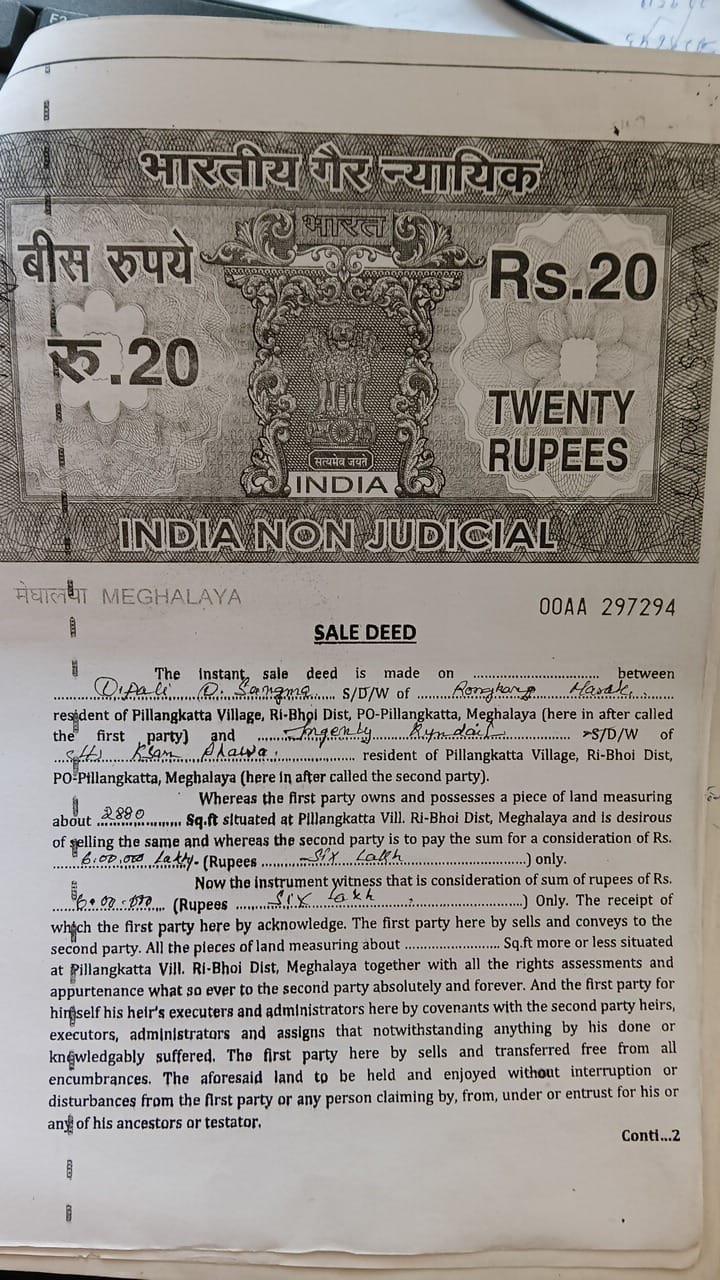 भारतीय गैर न्यायिक
भारत
बीस रुपये
रु.20
Rs.20
TWENTY
RUPEES
सत्यमेव जयते
INDIA
INDIA NON JUDICIAL
मेघालया MEGHALAYA
00AA 297294
SALE DEED
The instant sale deed is made on .............................. between
Dipali D. Sangma S/D/W of Rongkang Marak
resident of Pillangkatta Village, Ri-Bhoi Dist, PO-Pillangkatta, Meghalaya (here in after called
the first party) and Ingenly S/D/W of
resident of Pillangkatta Village, Ri-Bhoi Dist,
PO-Pillangkatta, Meghalaya (here in after called the second party).
Whereas the first party owns and possesses a piece of land measuring
about 2880 Sq.ft situated at Pillangkatta Vill. Ri-Bhoi Dist, Meghalaya and is desirous
of selling the same and whereas the second party is to pay the sum for a consideration of Rs.
6.00,000 Lakh/- (Rupees Six Lakh) only.
Now the instrument witness that is consideration of sum of rupees of Rs.
6.00.000 (Rupees Six Lakh) Only. The receipt of
which the first party here by acknowledge. The first party here by sells and conveys to the
second party. All the pieces of land measuring about ........................ Sq.ft more or less situated
at Pillangkatta Vill. Ri-Bhoi Dist, Meghalaya together with all the rights assessments and
appurtenance what so ever to the second party absolutely and forever. And the first party for
himself his heir's executers and administrators here by covenants with the second party heirs,
executors, administrators and assigns that notwithstanding anything by his done or
knowledgably suffered. The first party here by sells and transferred free from all
encumbrances. The aforesaid land to be held and enjoyed without interruption or
disturbances from the first party or any person claiming by, from, under or entrust for his or
any of his ancestors or testator.
Conti...2